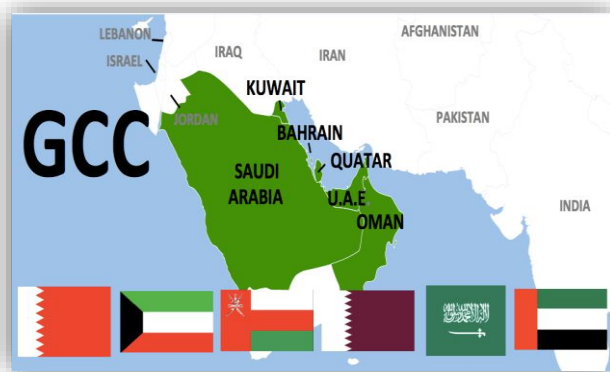 LEBANON
AFGHANISTAN
ISRAEL
IRAQ
IRAN
KUWAIT
JORDAN
PAKISTAN
GCC
BAHRAIN
QUATAR
SAUDI
ARABIA
U.A.E.
OMAN
INDIA